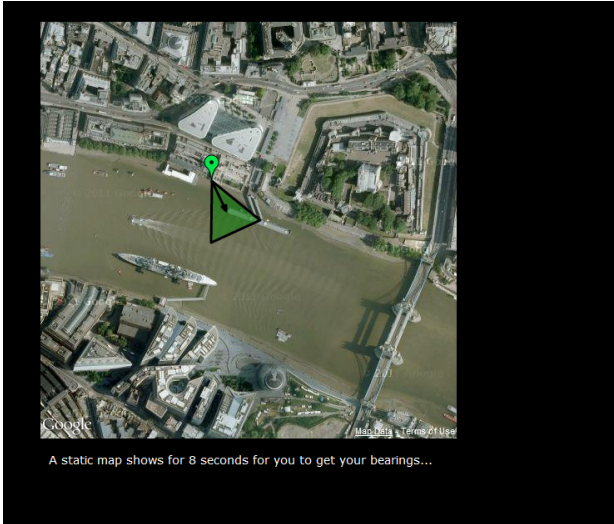 Google
Map Data - Terms of Use
A static map shows for 8 seconds for you to get your bearings...